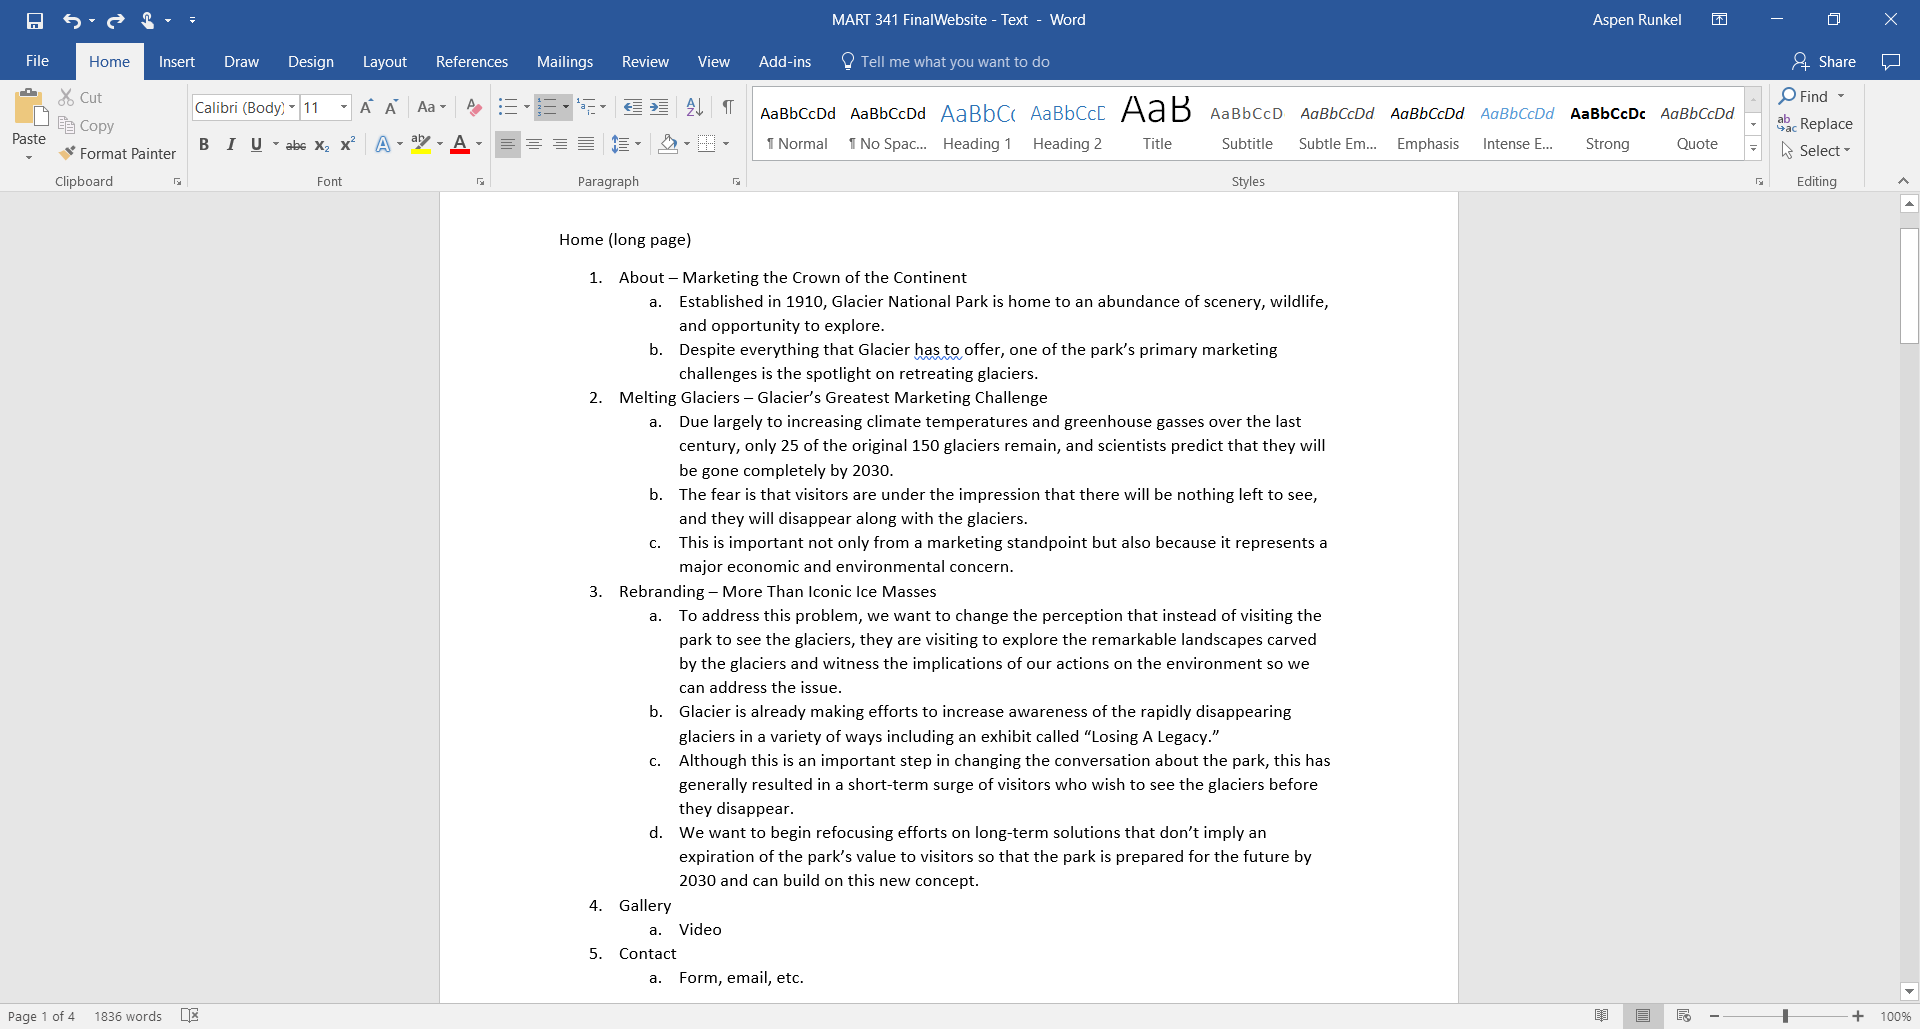 MART 341 FinalWebsite - Text - Word
Aspen Runkel
File Home Insert Draw Design Layout References Mailings Review View Add-ins Tell me what you want to do Share
Paste
Cut
Copy
Format Painter
Clipboard
Calibri (Body) 11
Aa
B I U abc x₂ x²
A ab A
Font
Paragraph
AaBbCcDd AaBbCcDd AaBbCc AaBbCcD AaB AaBbCcD AaBbCcDd AaBbCcDd AaBbCcDd AaBbCcDc AaBbCcDd
¶ Normal ¶ No Spac... Heading 1 Heading 2 Title Subtitle Subtle Em... Emphasis Intense E... Strong Quote
Styles
Find
Replace
Select
Editing
Home (long page)
1. About – Marketing the Crown of the Continent
a. Established in 1910, Glacier National Park is home to an abundance of scenery, wildlife,
and opportunity to explore.
b. Despite everything that Glacier has to offer, one of the park’s primary marketing
challenges is the spotlight on retreating glaciers.
2. Melting Glaciers – Glacier’s Greatest Marketing Challenge
a. Due largely to increasing climate temperatures and greenhouse gasses over the last
century, only 25 of the original 150 glaciers remain, and scientists predict that they will
be gone completely by 2030.
b. The fear is that visitors are under the impression that there will be nothing left to see,
and they will disappear along with the glaciers.
c. This is important not only from a marketing standpoint but also because it represents a
major economic and environmental concern.
3. Rebranding – More Than Iconic Ice Masses
a. To address this problem, we want to change the perception that instead of visiting the
park to see the glaciers, they are visiting to explore the remarkable landscapes carved
by the glaciers and witness the implications of our actions on the environment so we
can address the issue.
b. Glacier is already making efforts to increase awareness of the rapidly disappearing
glaciers in a variety of ways including an exhibit called “Losing A Legacy.”
c. Although this is an important step in changing the conversation about the park, this has
generally resulted in a short-term surge of visitors who wish to see the glaciers before
they disappear.
d. We want to begin refocusing efforts on long-term solutions that don’t imply an
expiration of the park’s value to visitors so that the park is prepared for the future by
2030 and can build on this new concept.
4. Gallery
a. Video
5. Contact
a. Form, email, etc.
Page 1 of 4 1836 words 100%